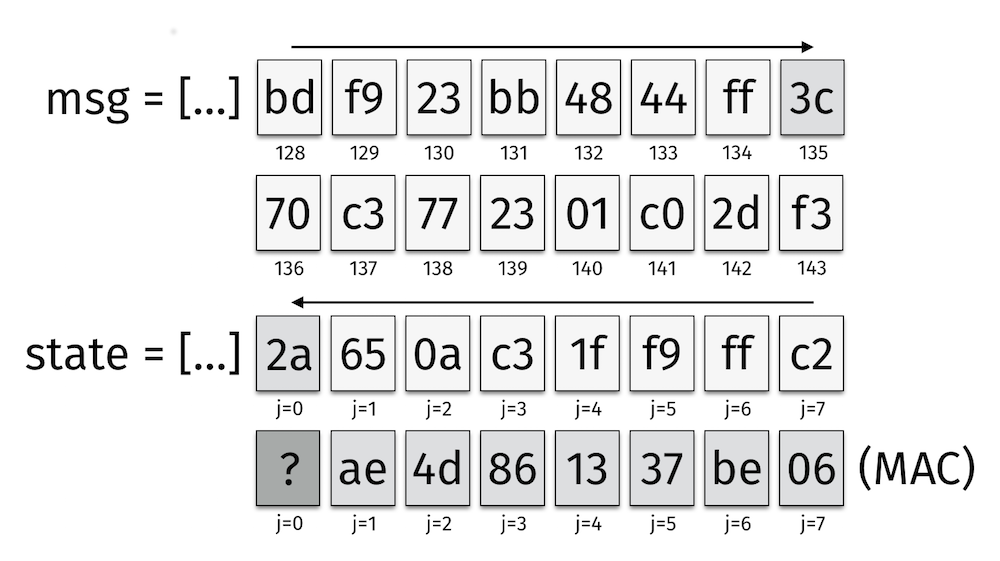 msg = [...] bd f9 23 bb 48 44 ff 3c
128 129 130 131 132 133 134 135
70 c3 77 23 01 c0 2d f3
136 137 138 139 140 141 142 143
state = [...] 2a 65 0a c3 1f f9 ff c2
j=0 j=1 j=2 j=3 j=4 j=5 j=6 j=7
? ae 4d 86 13 37 be 06 (MAC)
j=0 j=1 j=2 j=3 j=4 j=5 j=6 j=7